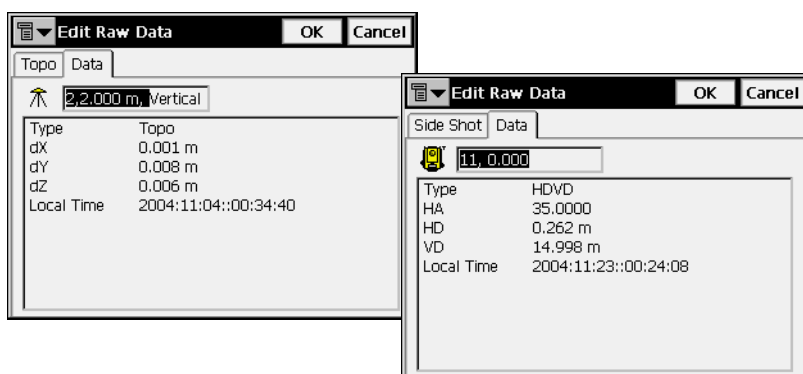 Edit Raw Data OK Cancel
Topo Data
2,2.000 m, Vertical
Type Topo
dX 0.001 m
dY 0.008 m
dZ 0.006 m
Local Time 2004:11:04::00:34:40
Edit Raw Data OK Cancel
Side Shot Data
11, 0.000
Type HDVD
HA 35.0000
HD 0.262 m
VD 14.998 m
Local Time 2004:11:23::00:24:08